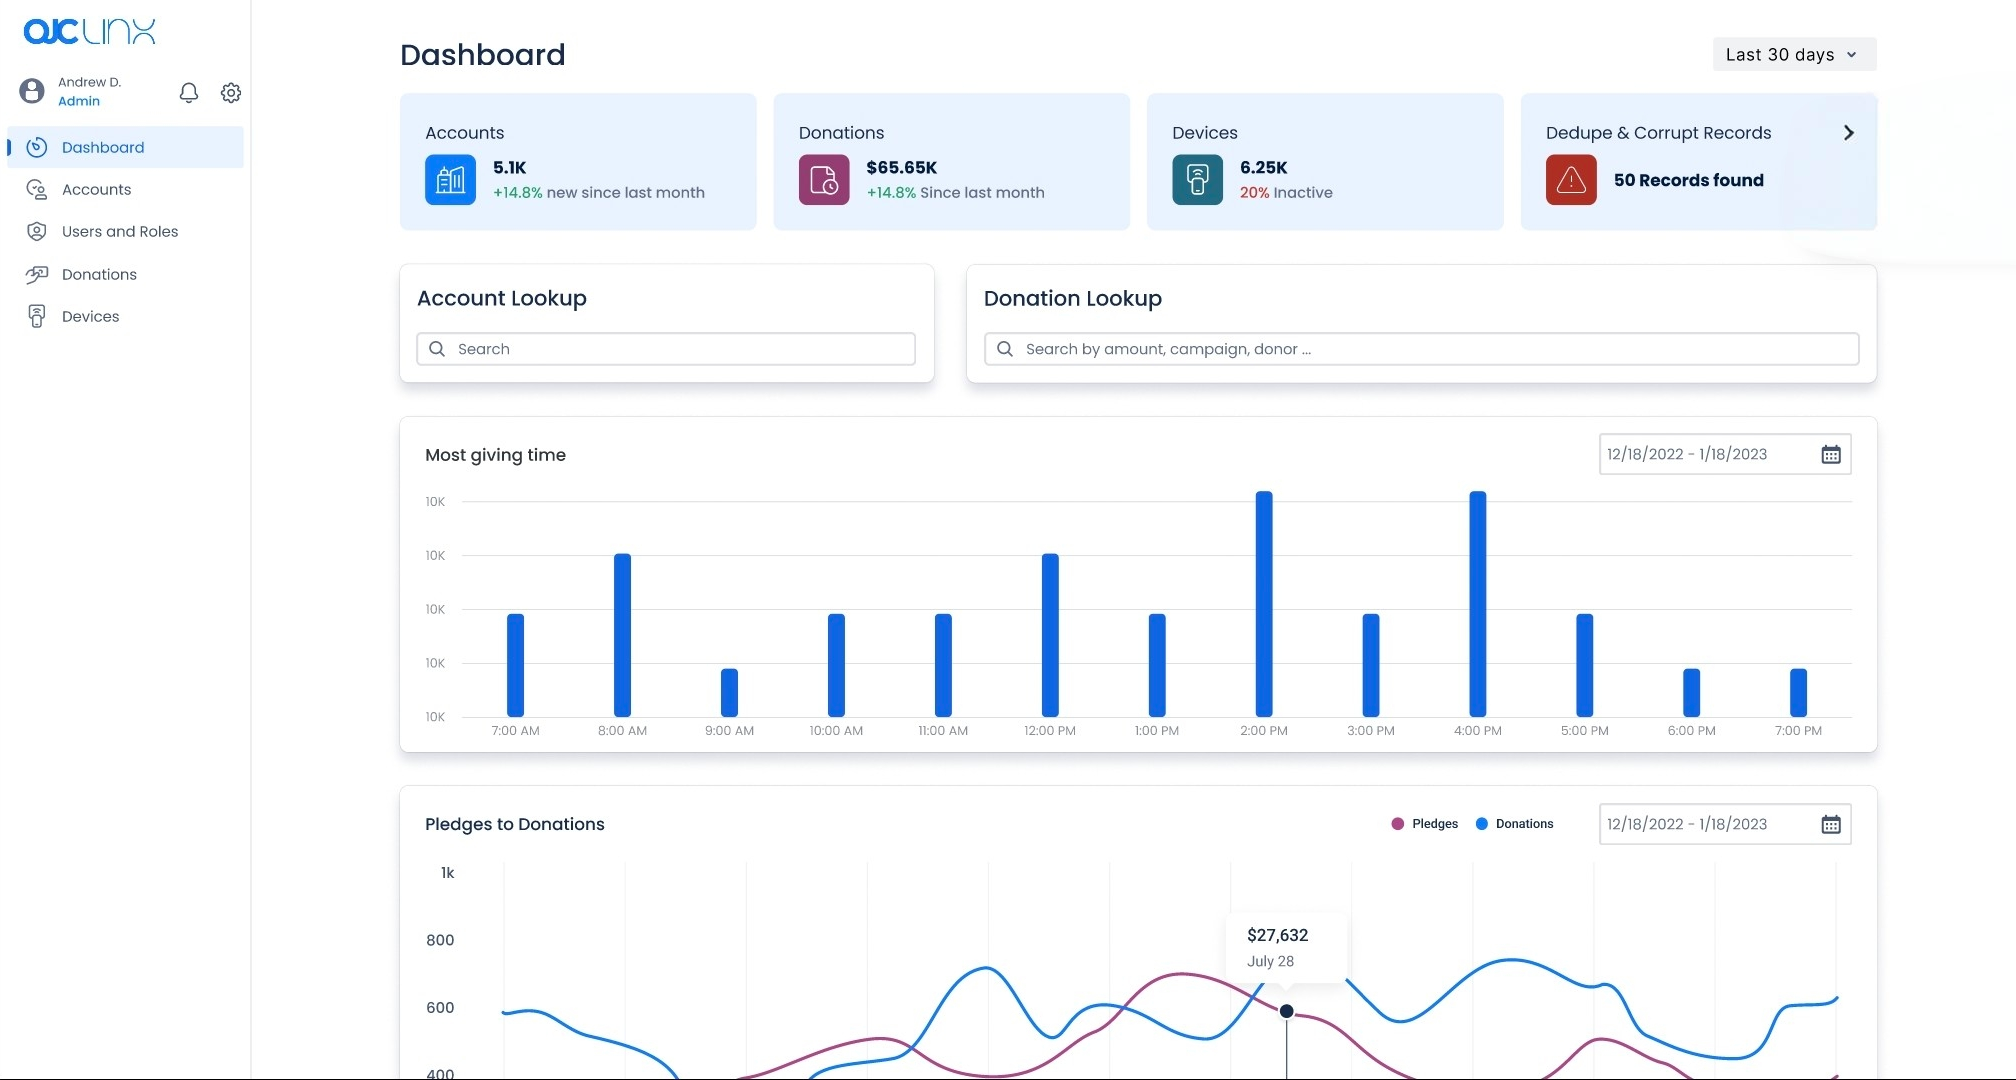 OJC LINX
Andrew D.
Admin
Dashboard
Accounts
Users and Roles
Donations
Devices
Dashboard
Last 30 days
Accounts
5.1K
+14.8% new since last month
Donations
$65.65K
+14.8% Since last month
Devices
6.25K
20% Inactive
Dedupe & Corrupt Records
50 Records found
Account Lookup
Search
Donation Lookup
Search by amount, campaign, donor ...
Most giving time
12/18/2022 - 1/18/2023
10K
10K
10K
10K
10K
7:00 AM 8:00 AM 9:00 AM 10:00 AM 11:00 AM 12:00 PM 1:00 PM 2:00 PM 3:00 PM 4:00 PM 5:00 PM 6:00 PM 7:00 PM
Pledges to Donations
Pledges Donations
12/18/2022 - 1/18/2023
1k
800
600
400
$27,632
July 28